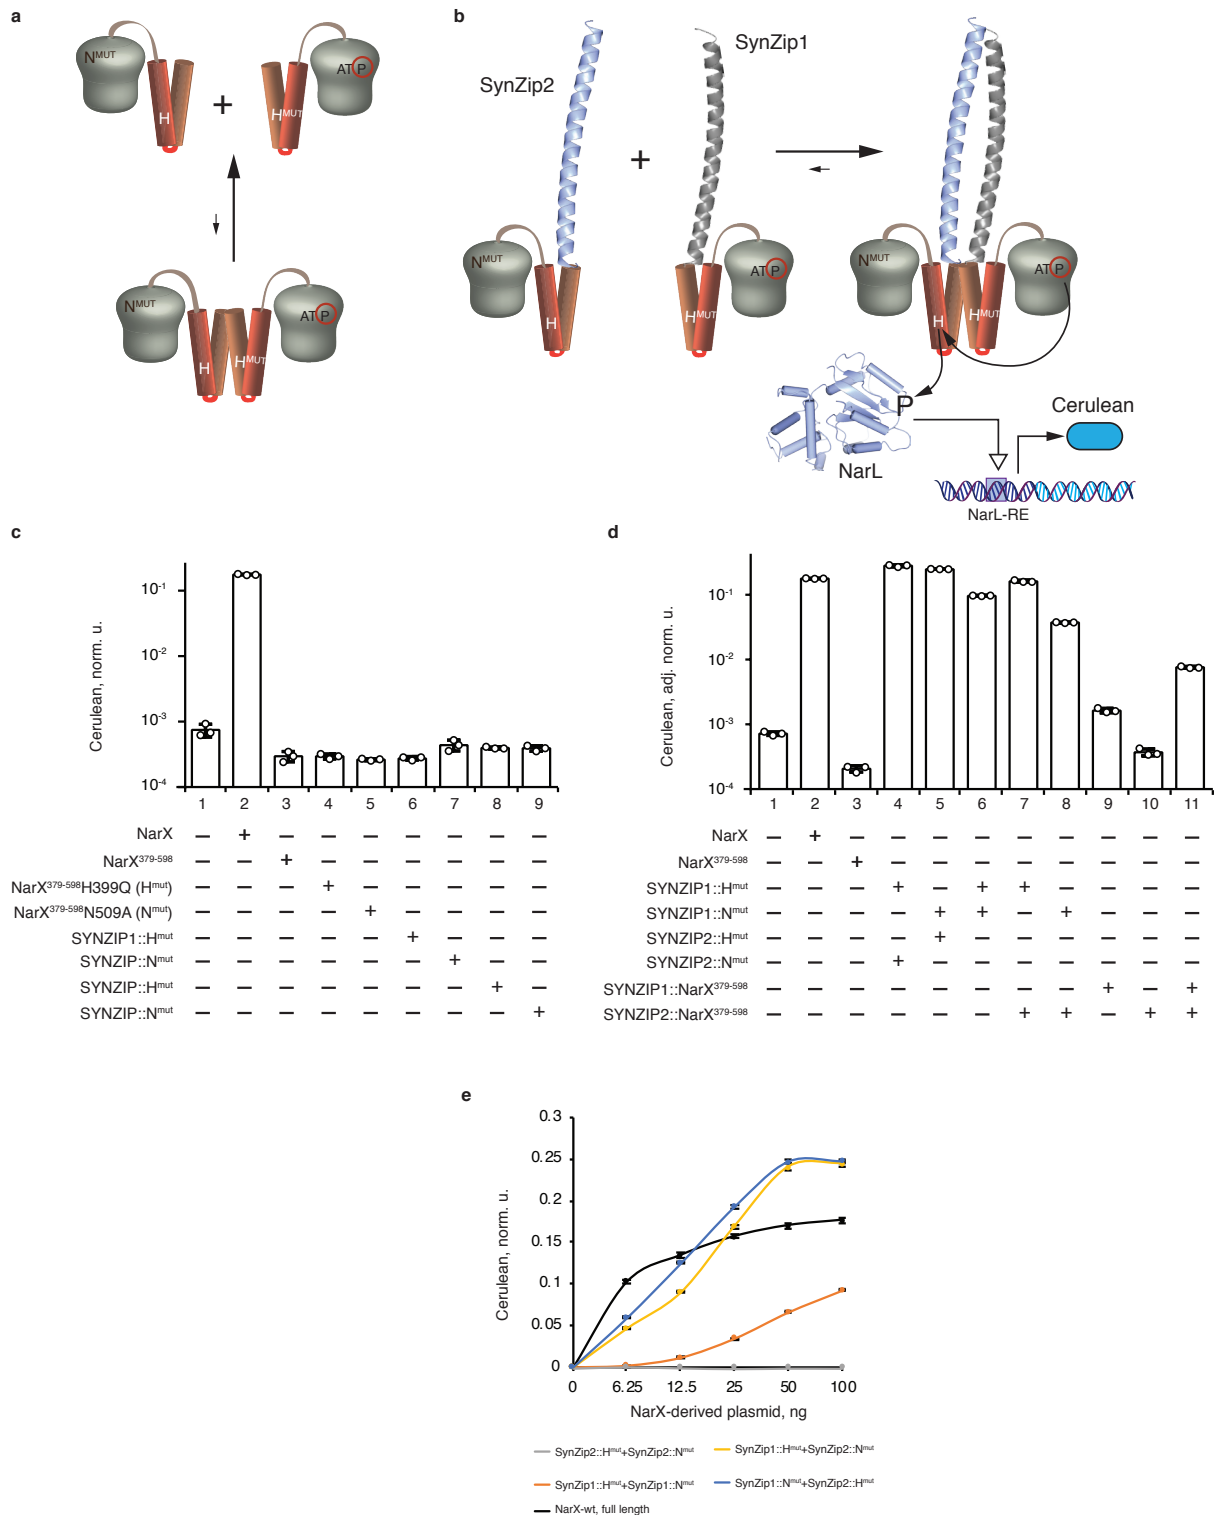 a
N^MUT
H
+
H^MUT
ATP
N^MUT
H
H^MUT
ATP
b
SynZip2
SynZip1
+
N^MUT
H
ATP
N^MUT
H
H^MUT
ATP
P
NarL
Cerulean
NarL-RE
c
Cerulean, norm. u.
10^-1
10^-2
10^-3
10^-4
1 2 3 4 5 6 7 8 9
NarX – + – – – – – – –
NarX^379-598 – – + – – – – – –
NarX^379-598H399Q (H^mut) – – – + – – – – –
NarX^379-598N509A (N^mut) – – – – + – – – –
SYNZIP1::H^mut – – – – – + – – –
SYNZIP::N^mut – – – – – – + – –
SYNZIP::H^mut – – – – – – – + –
SYNZIP::N^mut – – – – – – – – +
d
Cerulean, adj. norm. u.
10^-1
10^-2
10^-3
10^-4
1 2 3 4 5 6 7 8 9 10 11
NarX – + – – – – – – – – –
NarX^379-598 – – + – – – – – – – –
SYNZIP1::H^mut – – – + – + + – – – –
SYNZIP1::N^mut – – – – + + – + – – –
SYNZIP2::H^mut – – – – + – – – – – –
SYNZIP2::N^mut – – – + – – – – – – –
SYNZIP1::NarX^379-598 – – – – – – – – + – +
SYNZIP2::NarX^379-598 – – – – – – + + – + +
e
Cerulean, norm. u.
0.3
0.25
0.2
0.15
0.1
0.05
0
0 6.25 12.5 25 50 100
NarX-derived plasmid, ng
SynZip2::H^mut+SynZip2::N^mut
SynZip1::H^mut+SynZip2::N^mut
SynZip1::H^mut+SynZip1::N^mut
SynZip1::N^mut+SynZip2::H^mut
NarX-wt, full length